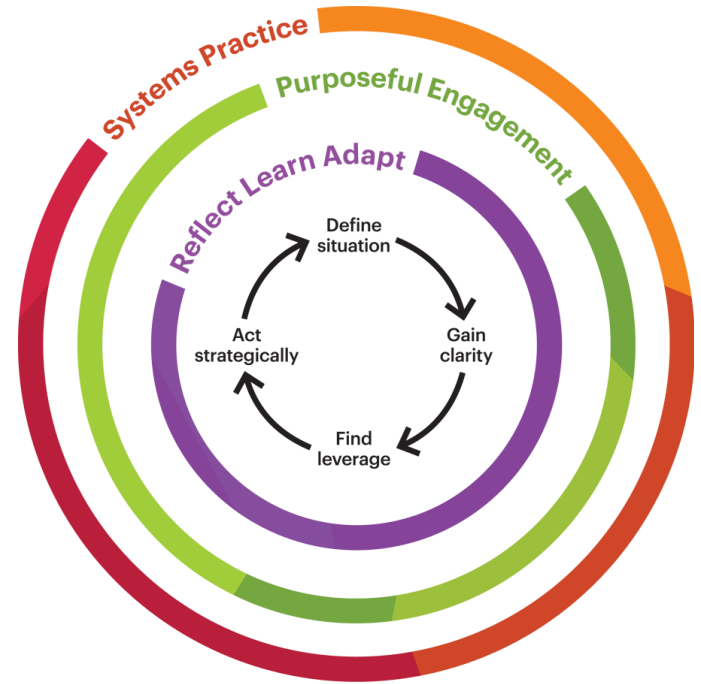 Systems Practice
Purposeful Engagement
Reflect Learn Adapt
Define
situation
Gain
clarity
Find
leverage
Act
strategically